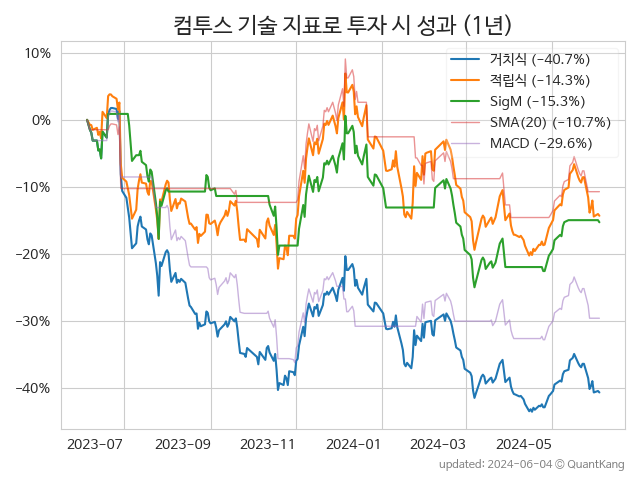 컴투스 기술 지표로 투자 시 성과 (1년)
10%
0%
−10%
−20%
−30%
−40%
거치식 (−40.7%)
적립식 (−14.3%)
SigM (−15.3%)
SMA(20) (−10.7%)
MACD (−29.6%)
2023-07
2023-09
2023-11
2024-01
2024-03
2024-05
updated: 2024-06-04 © QuantKang